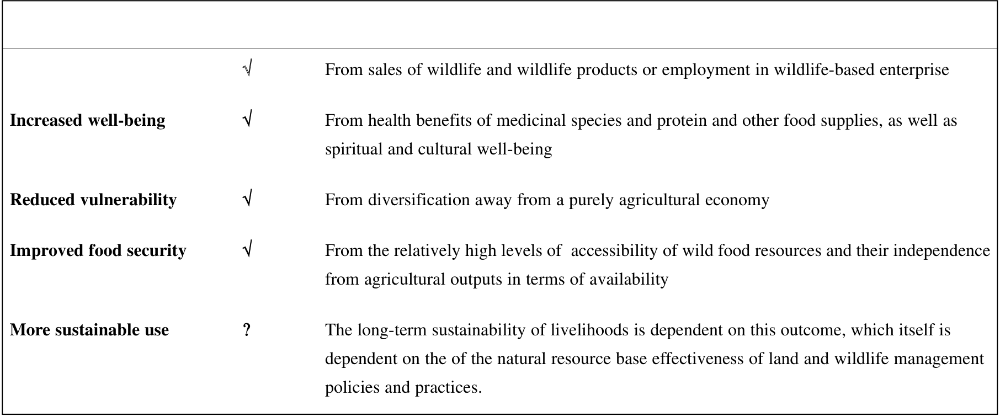 √ From sales of wildlife and wildlife products or employment in wildlife-based enterprise
Increased well-being √ From health benefits of medicinal species and protein and other food supplies, as well as
spiritual and cultural well-being
Reduced vulnerability √ From diversification away from a purely agricultural economy
Improved food security √ From the relatively high levels of  accessibility of wild food resources and their independence
from agricultural outputs in terms of availability
More sustainable use ? The long-term sustainability of livelihoods is dependent on this outcome, which itself is
dependent on the of the natural resource base effectiveness of land and wildlife management
policies and practices.